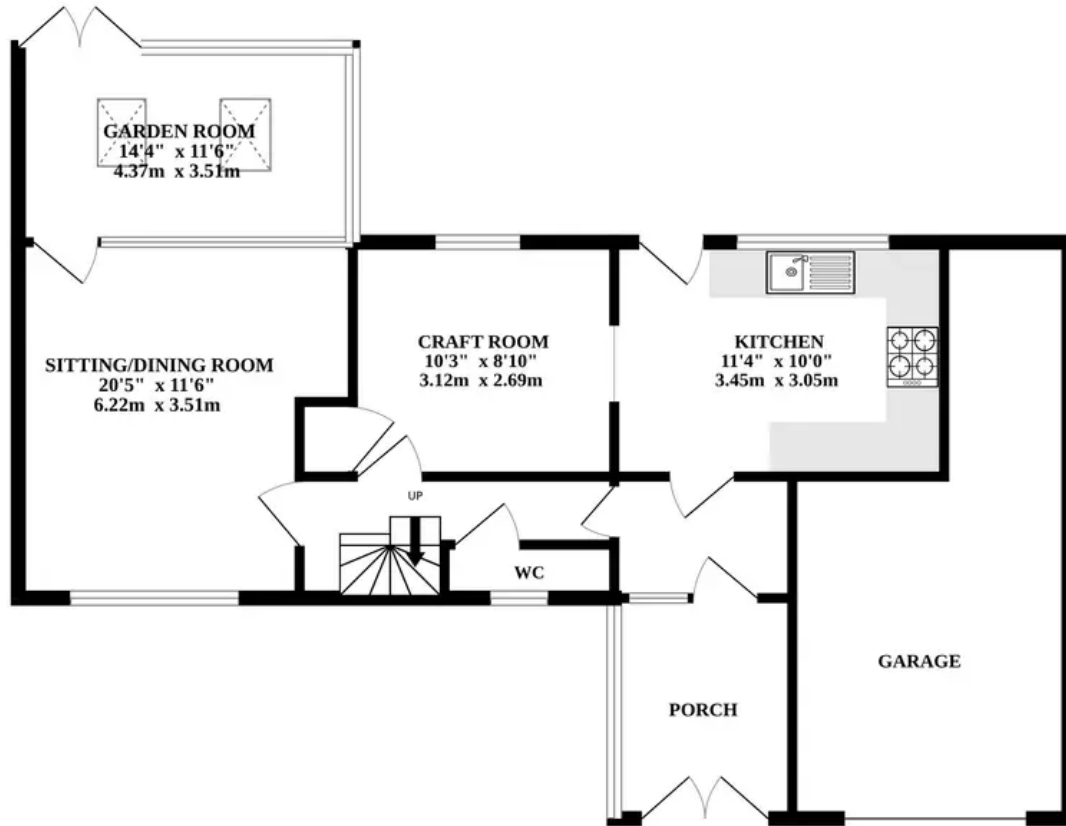 GARDEN ROOM
14'4" x 11'6"
4.37m x 3.51m
SITTING/DINING ROOM
20'5" x 11'6"
6.22m x 3.51m
CRAFT ROOM
10'3" x 8'10"
3.12m x 2.69m
KITCHEN
11'4" x 10'0"
3.45m x 3.05m
UP
WC
GARAGE
PORCH